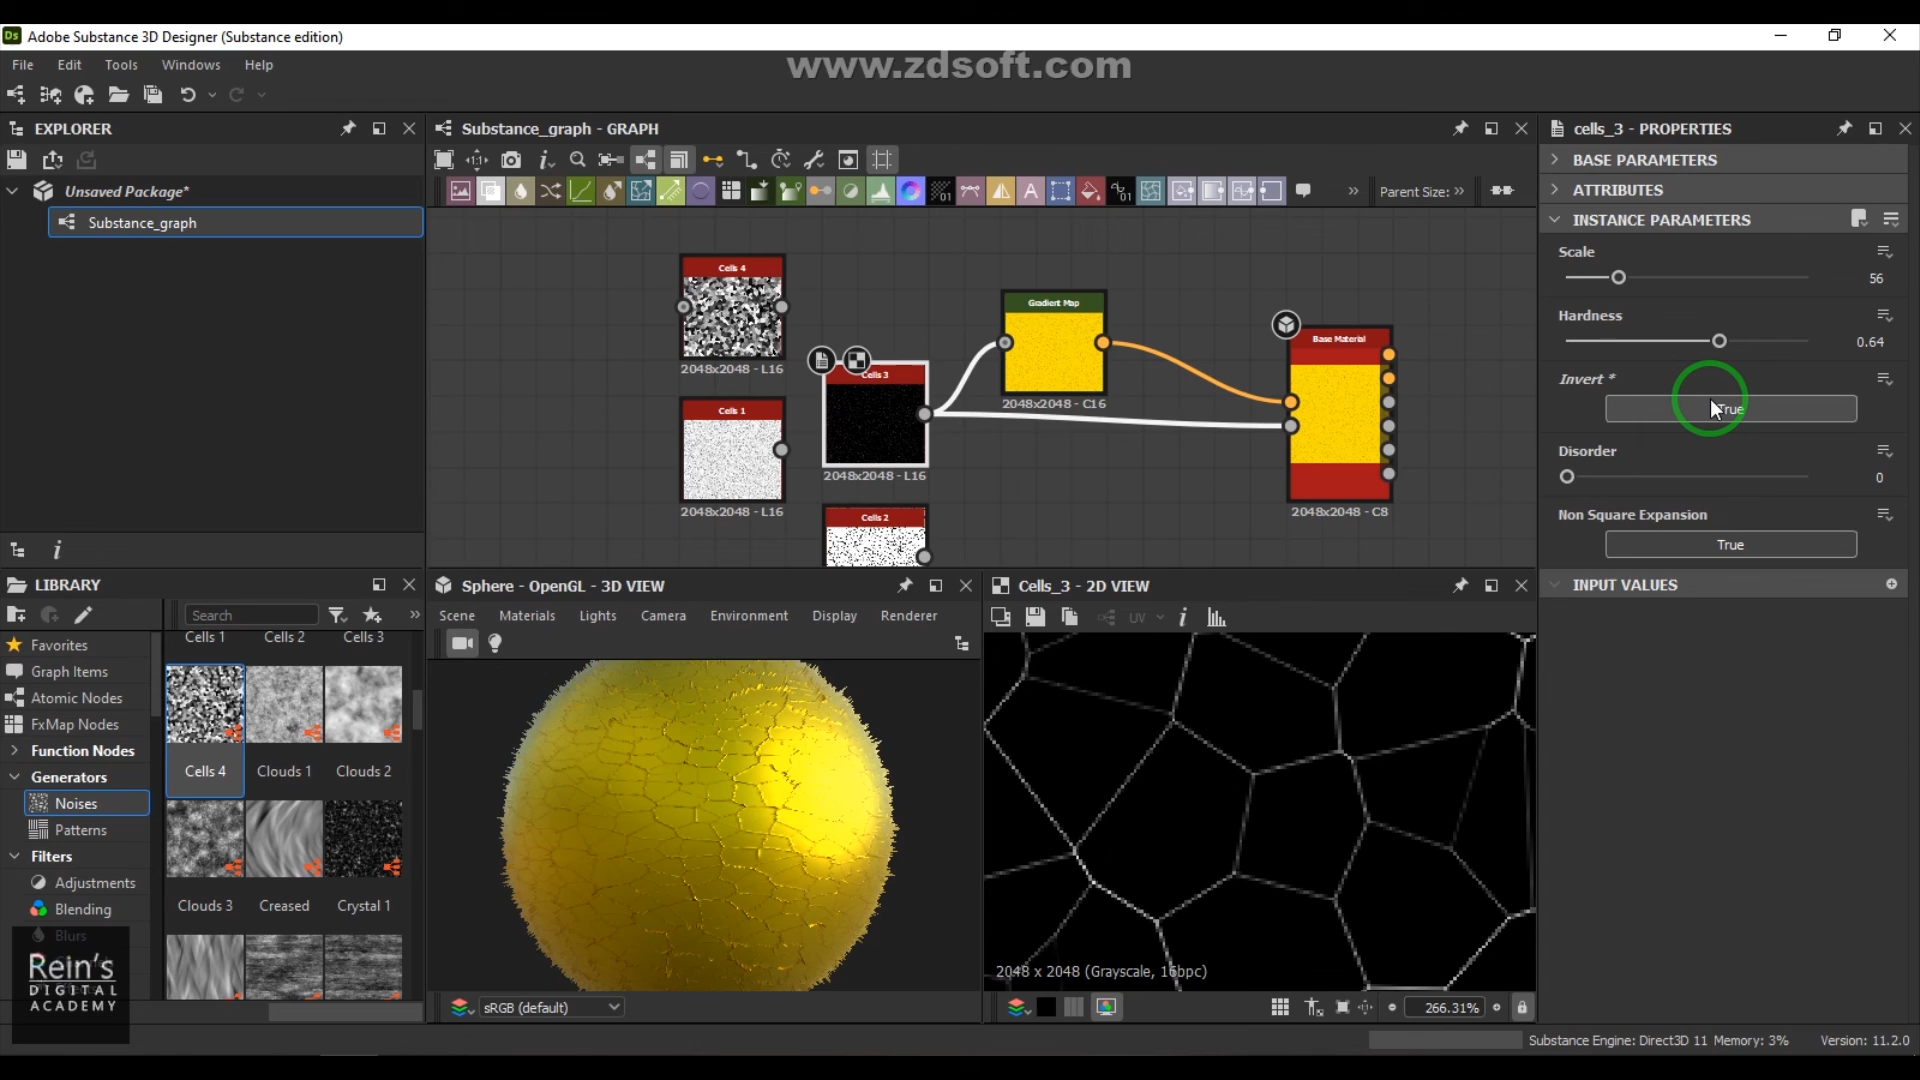 Ds Adobe Substance 3D Designer (Substance edition)
File Edit Tools Windows Help
www.zdsoft.com
EXPLORER
Unsaved Package*
Substance_graph
Substance_graph - GRAPH
Parent Size:
Cells 4
2048x2048 - L16
Cells 1
2048x2048 - L16
Cells 3
2048x2048 - L16
Cells 2
Gradient Map
2048x2048 - C16
Base Material
2048x2048 - C8
cells_3 - PROPERTIES
BASE PARAMETERS
ATTRIBUTES
INSTANCE PARAMETERS
Scale
56
Hardness
0.64
Invert *
True
Disorder
0
Non Square Expansion
True
INPUT VALUES
LIBRARY
Search
Favorites
Graph Items
Atomic Nodes
FxMap Nodes
Function Nodes
Generators
Noises
Patterns
Filters
Adjustments
Blending
Blurs
Cells 1 Cells 2 Cells 3
Cells 4 Clouds 1 Clouds 2
Clouds 3 Creased Crystal 1
Rein's
DIGITAL
ACADEMY
Sphere - OpenGL - 3D VIEW
Scene Materials Lights Camera Environment Display Renderer
sRGB (default)
Cells_3 - 2D VIEW
UV
2048 x 2048 (Grayscale, 16bpc)
266.31%
Substance Engine: Direct3D 11 Memory: 3% Version: 11.2.0